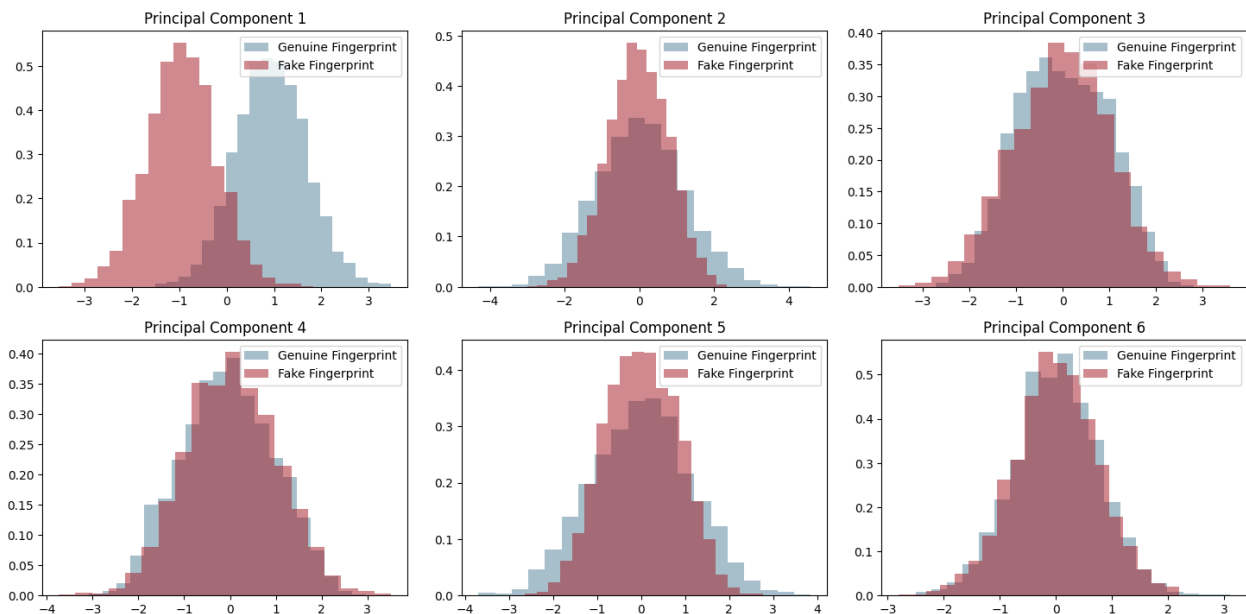 Principal Component 1
Genuine Fingerprint
Fake Fingerprint
0.5
0.4
0.3
0.2
0.1
0.0
−3 −2 −1 0 1 2 3
Principal Component 2
Genuine Fingerprint
Fake Fingerprint
0.5
0.4
0.3
0.2
0.1
0.0
−4 −2 0 2 4
Principal Component 3
Genuine Fingerprint
Fake Fingerprint
0.40
0.35
0.30
0.25
0.20
0.15
0.10
0.05
0.00
−3 −2 −1 0 1 2 3
Principal Component 4
Genuine Fingerprint
Fake Fingerprint
0.40
0.35
0.30
0.25
0.20
0.15
0.10
0.05
0.00
−4 −3 −2 −1 0 1 2 3
Principal Component 5
Genuine Fingerprint
Fake Fingerprint
0.4
0.3
0.2
0.1
0.0
−4 −3 −2 −1 0 1 2 3 4
Principal Component 6
Genuine Fingerprint
Fake Fingerprint
0.5
0.4
0.3
0.2
0.1
0.0
−3 −2 −1 0 1 2 3